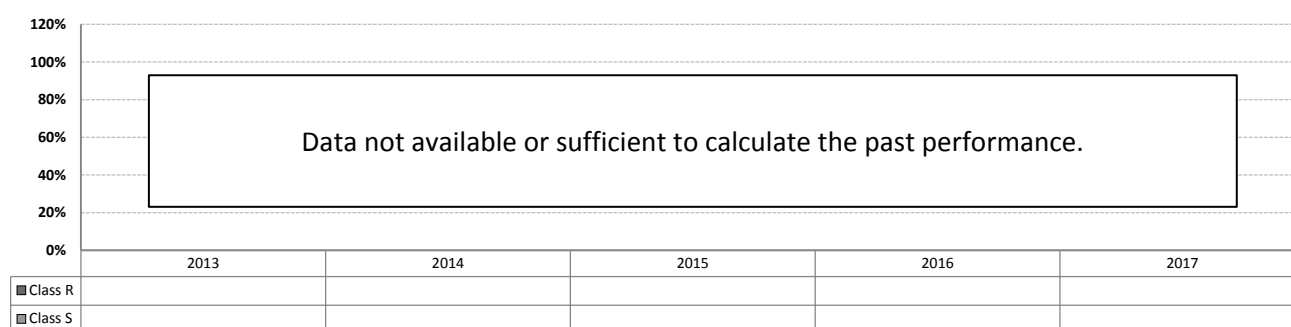 120%
100%
80%
60%
40%
20%
0%
Data not available or sufficient to calculate the past performance.
2013 2014 2015 2016 2017
Class R
Class S